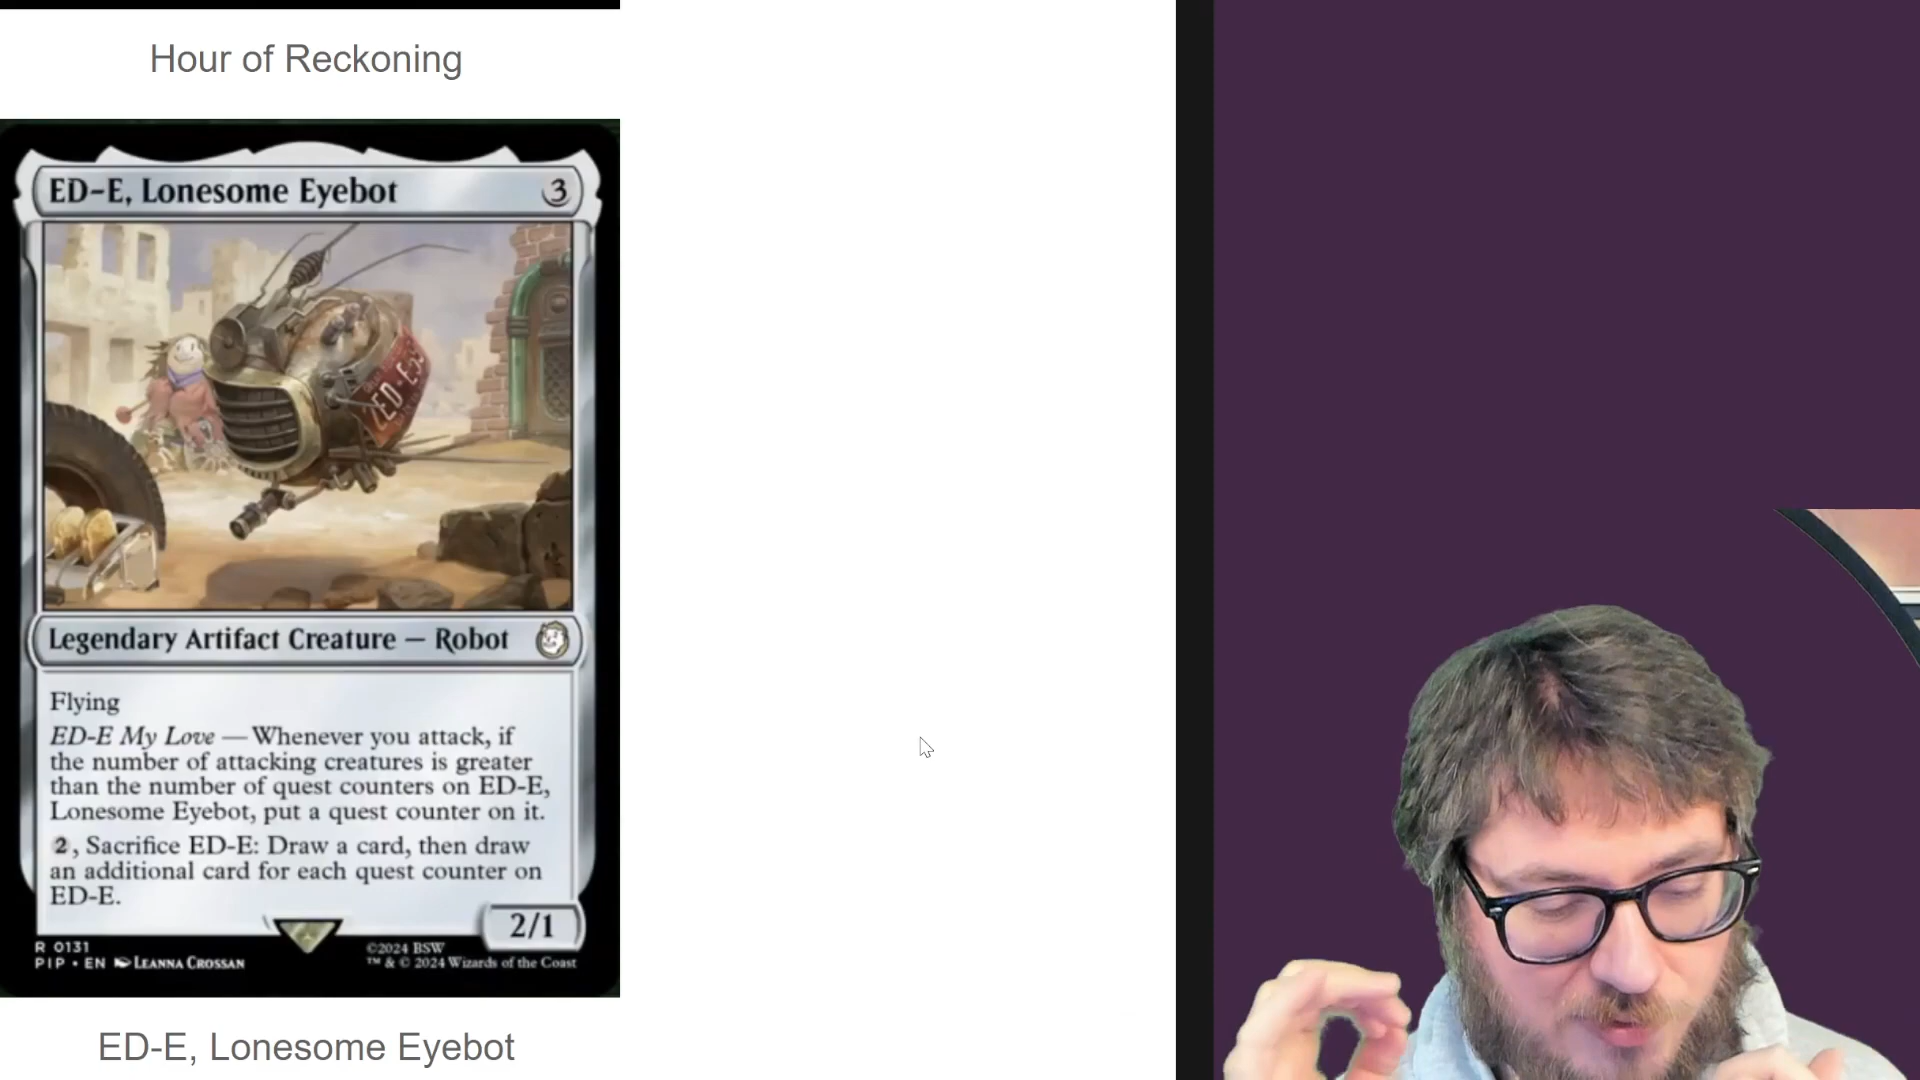 Hour of Reckoning
ED-E, Lonesome Eyebot 3
ED-E
Legendary Artifact Creature — Robot
Flying
ED-E My Love — Whenever you attack, if
the number of attacking creatures is greater
than the number of quest counters on ED-E,
Lonesome Eyebot, put a quest counter on it.
2, Sacrifice ED-E: Draw a card, then draw
an additional card for each quest counter on
ED-E.
2/1
R 0131
PIP • EN LEANNA CROSSAN
©2024 BSW
™ & © 2024 Wizards of the Coast
ED-E, Lonesome Eyebot